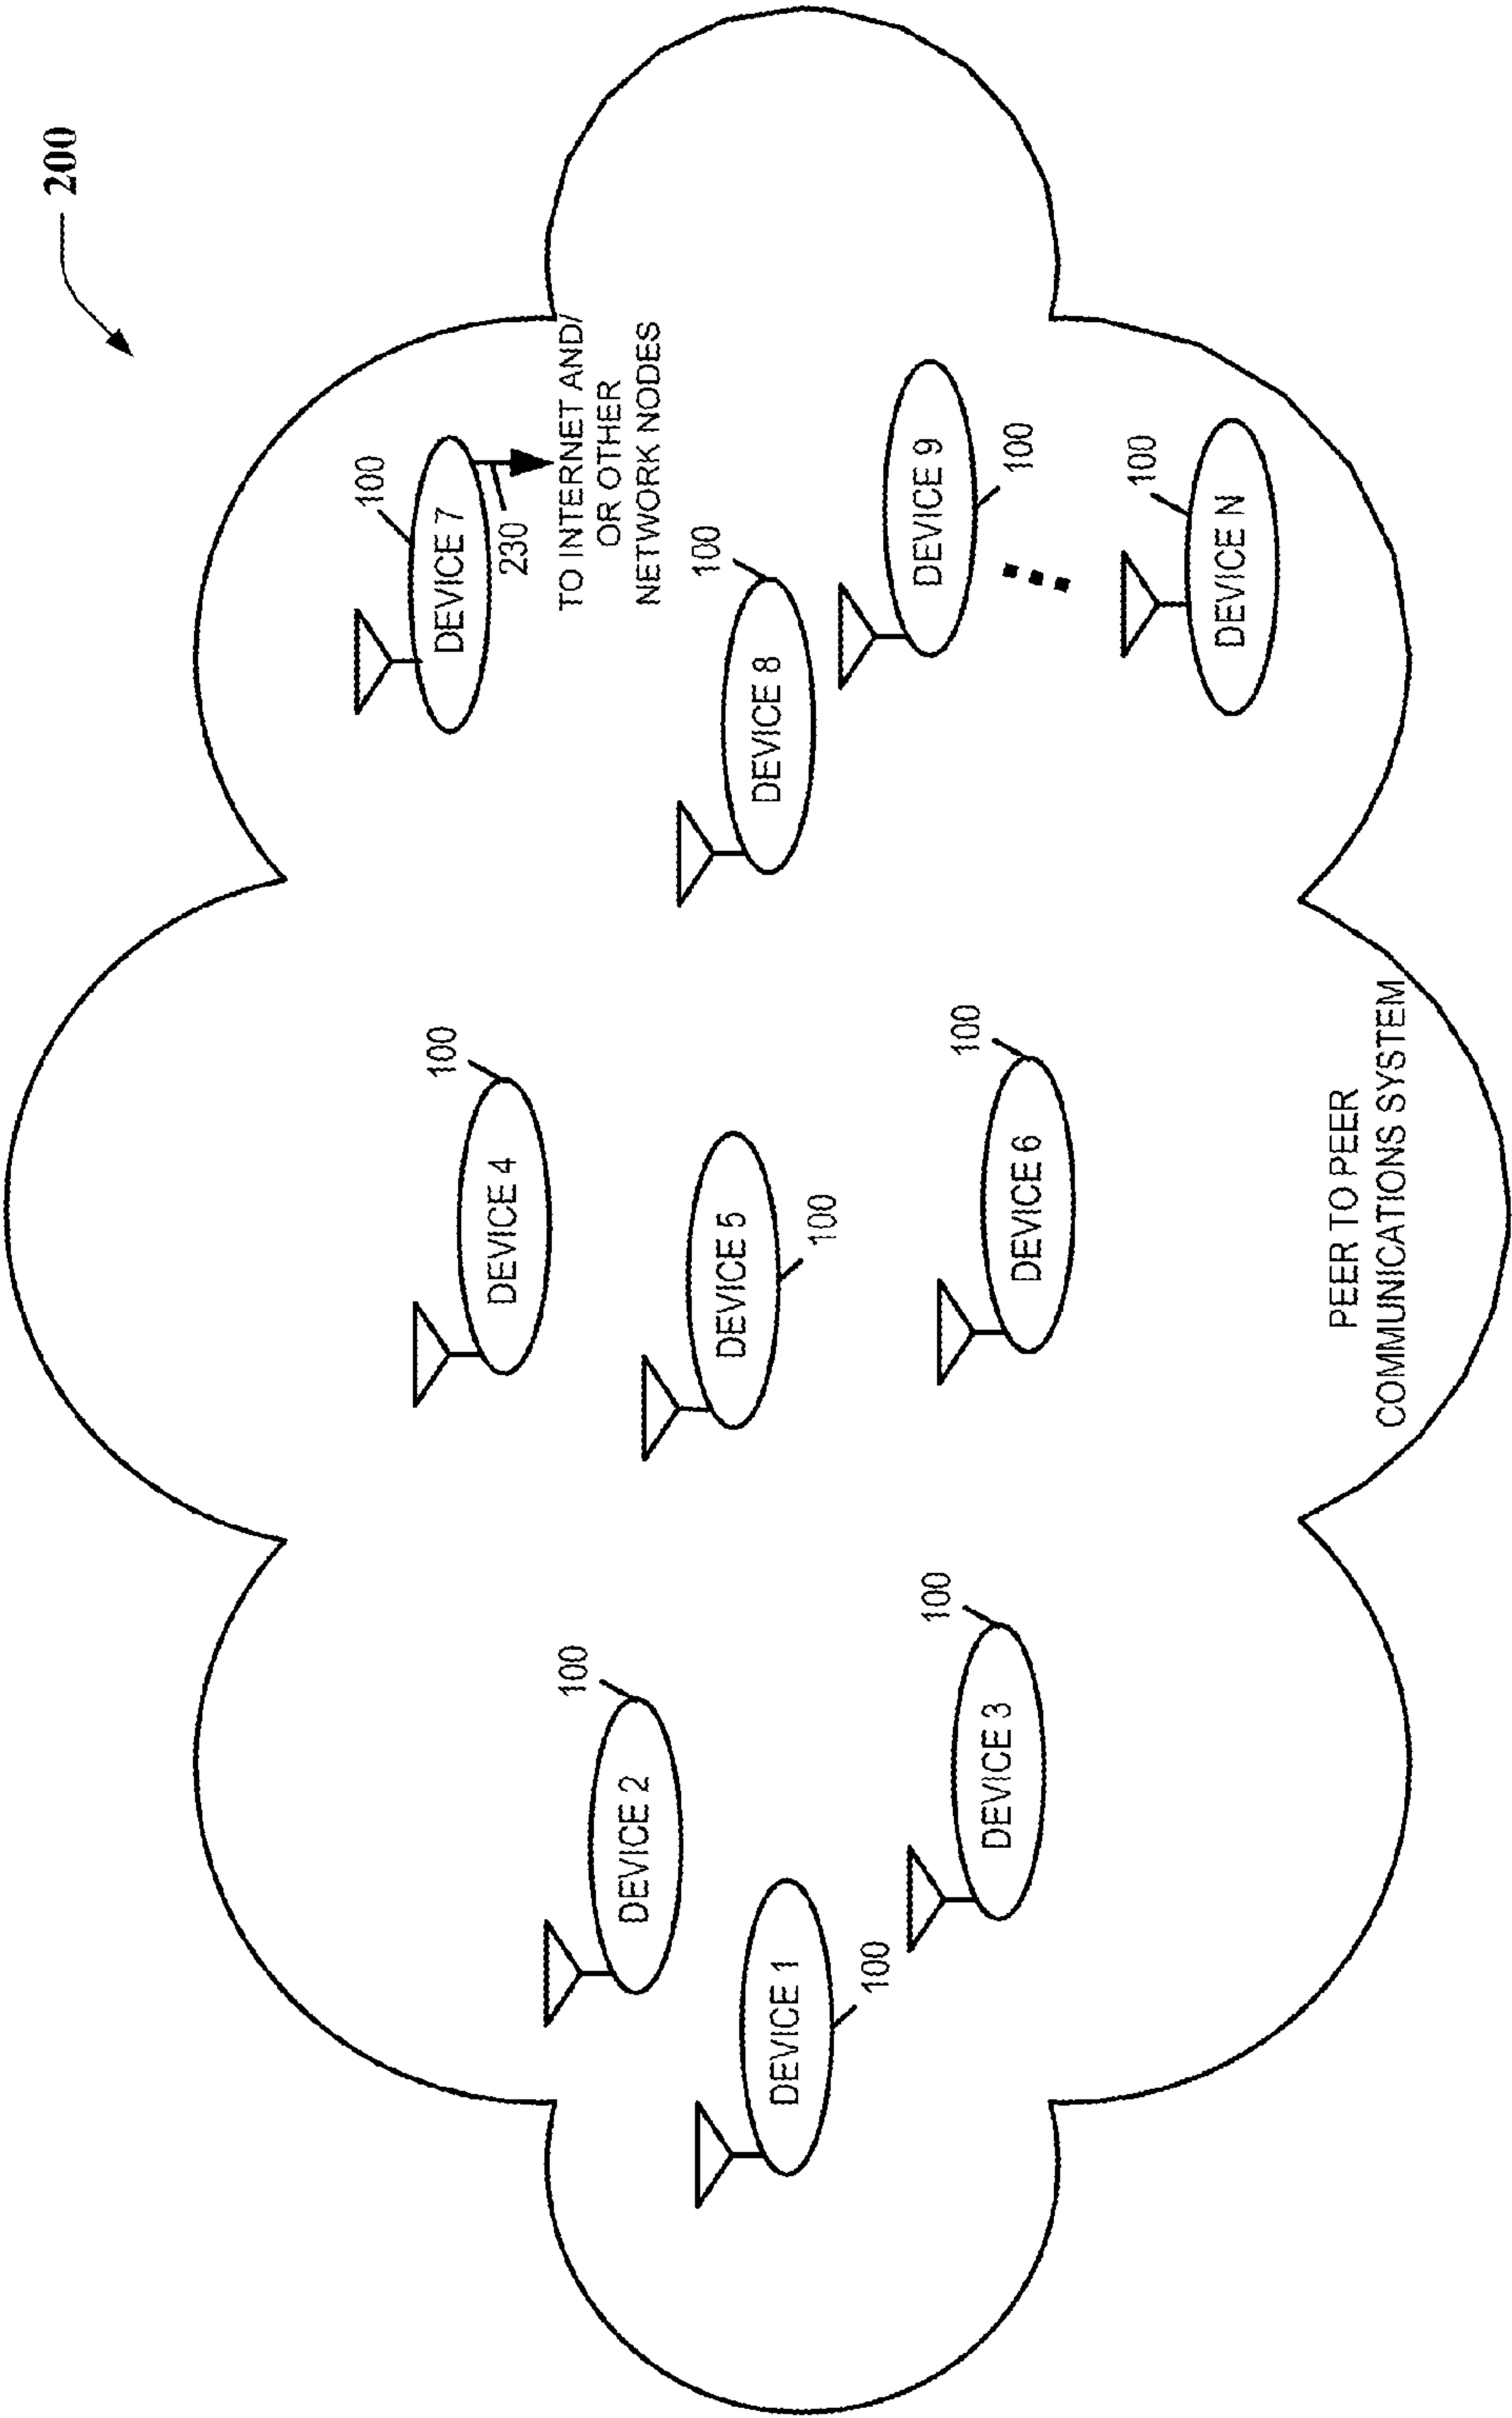 200
100
DEVICE 7
230
TO INTERNET AND/
OR OTHER
NETWORK NODES
100
DEVICE 4
100
DEVICE 2
100
DEVICE 8
100
DEVICE 5
100
DEVICE 1
100
DEVICE 9
100
DEVICE 6
100
DEVICE 3
100
100
DEVICE N
PEER TO PEER
COMMUNICATIONS SYSTEM